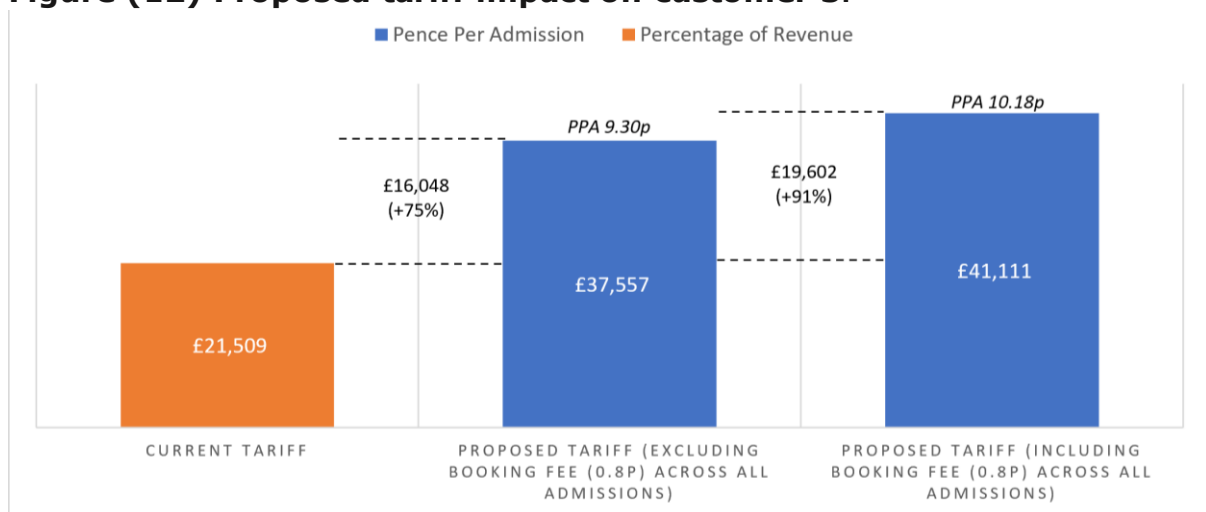 Pence Per Admission Percentage of Revenue
PPA 10.18p
PPA 9.30p
£16,048
(+75%)
£19,602
(+91%)
£21,509
£37,557
£41,111
CURRENT TARIFF
PROPOSED TARIFF (EXCLUDING
BOOKING FEE (0.8P) ACROSS ALL
ADMISSIONS)
PROPOSED TARIFF (INCLUDING
BOOKING FEE (0.8P) ACROSS ALL
ADMISSIONS)